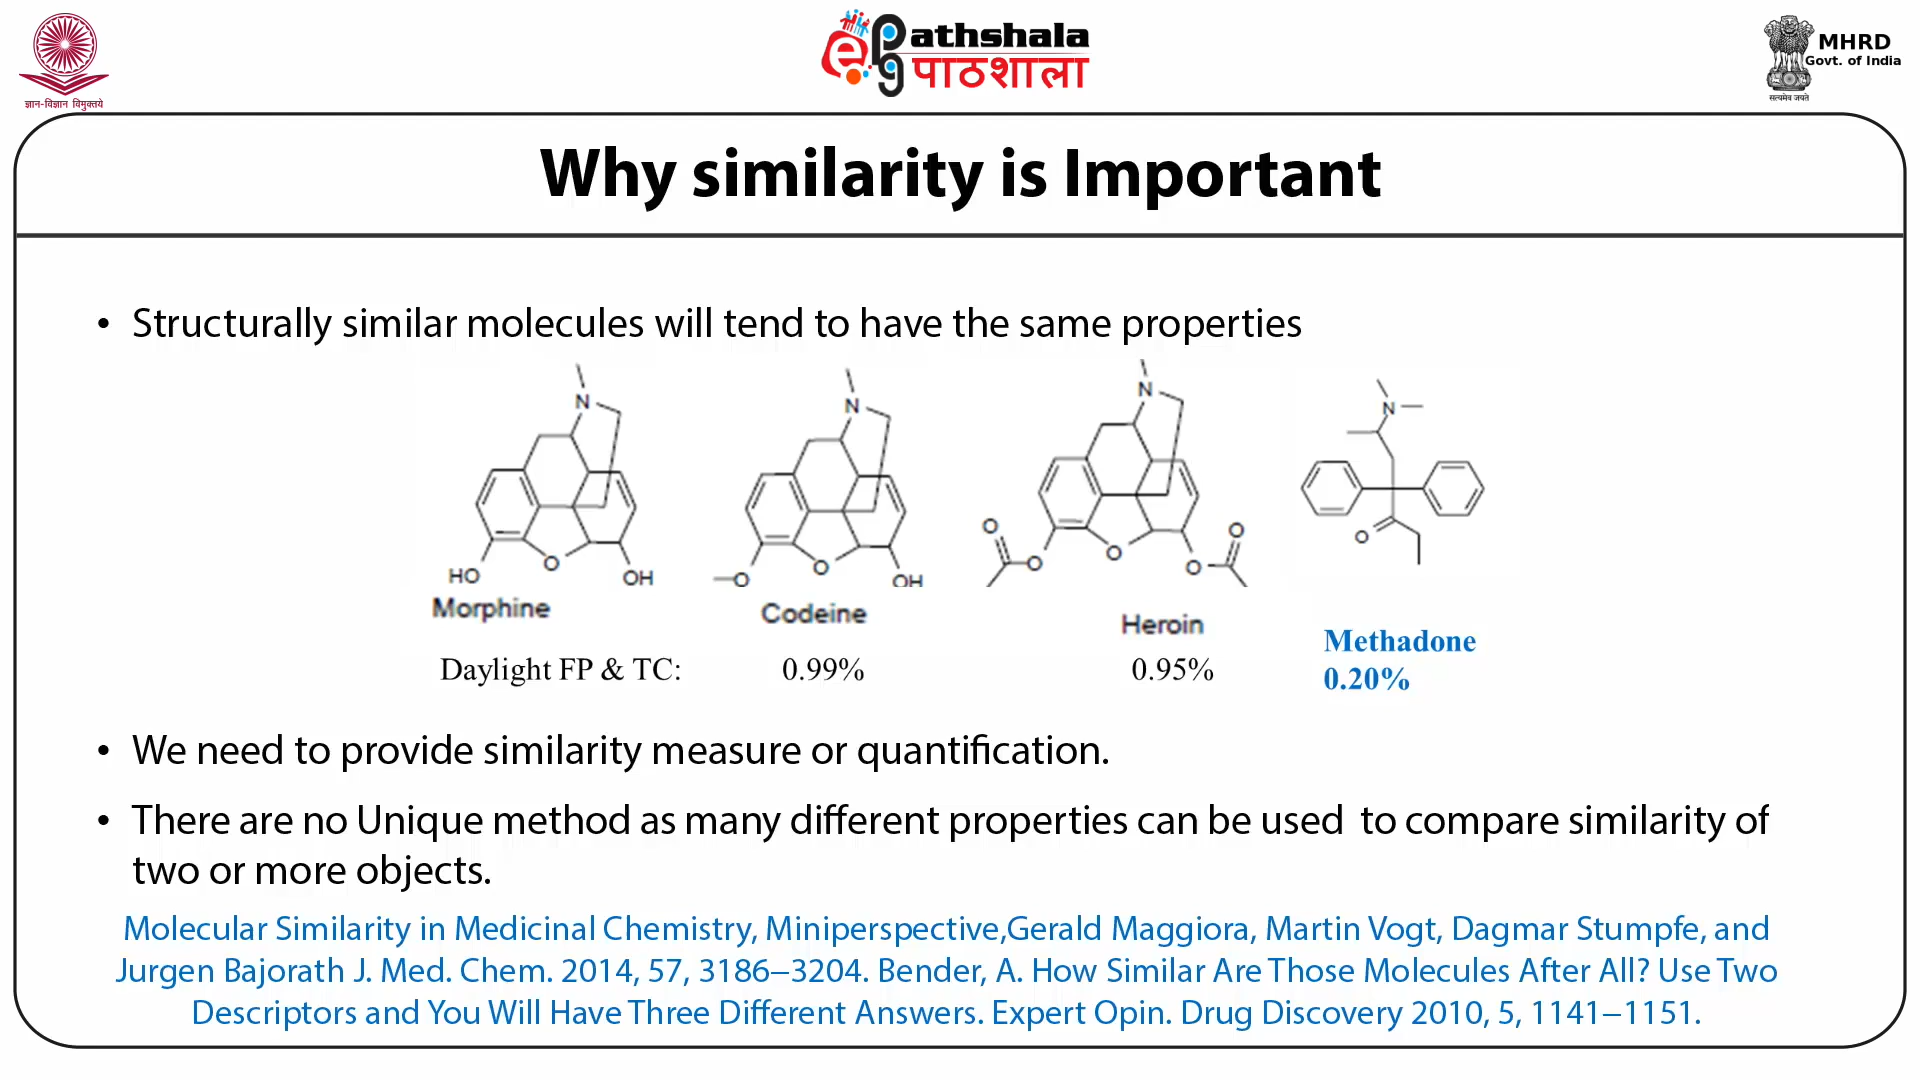 ज्ञान-विज्ञान विमुक्तये
e Pathshala
पाठशाला
MHRD
Govt. of India
सत्यमेव जयते
Why similarity is Important
• Structurally similar molecules will tend to have the same properties
N
N
N
N
O
O
O
O
O
O
O
O
O
HO
OH
OH
Morphine
Codeine
Heroin
Methadone
Daylight FP & TC:
0.99%
0.95%
0.20%
• We need to provide similarity measure or quantification.
• There are no Unique method as many different properties can be used to compare similarity of
two or more objects.
Molecular Similarity in Medicinal Chemistry, Miniperspective,Gerald Maggiora, Martin Vogt, Dagmar Stumpfe, and
Jurgen Bajorath J. Med. Chem. 2014, 57, 3186–3204. Bender, A. How Similar Are Those Molecules After All? Use Two
Descriptors and You Will Have Three Different Answers. Expert Opin. Drug Discovery 2010, 5, 1141–1151.